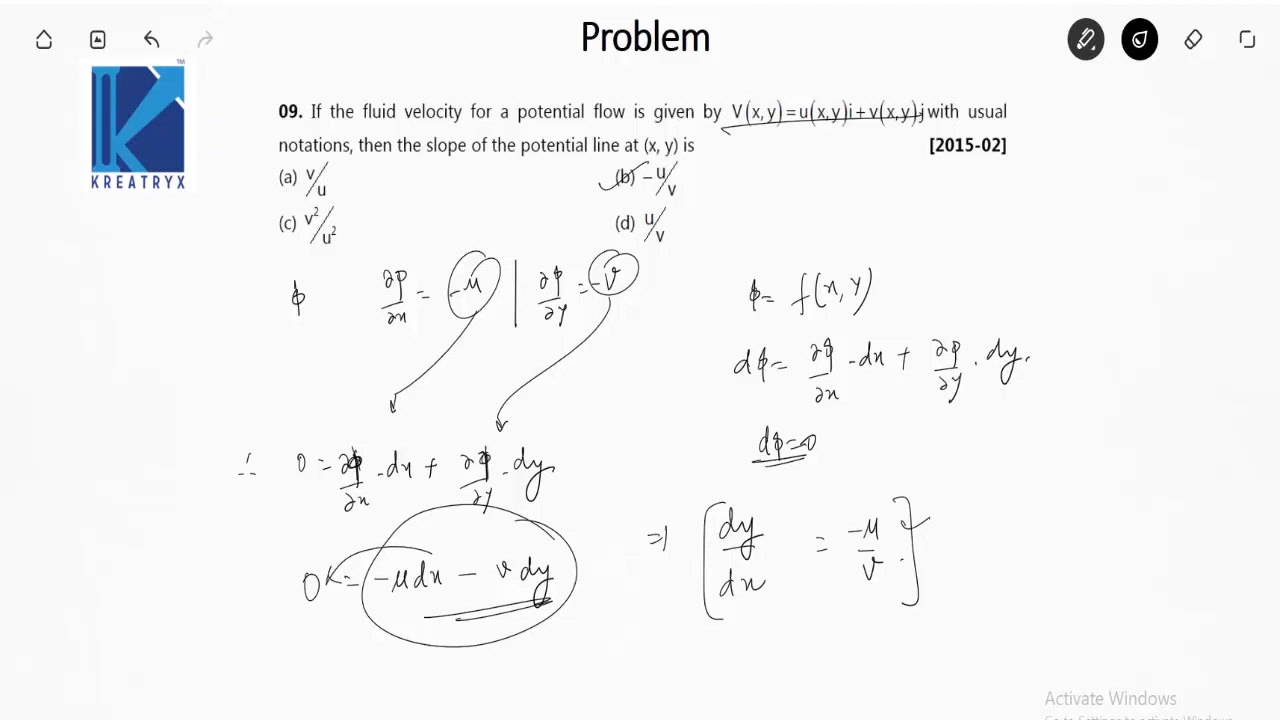 Problem
KREATRYX
TM
09. If the fluid velocity for a potential flow is given by V(x,y)=u(x,y)i+v(x,y)j with usual
notations, then the slope of the potential line at (x, y) is [2015-02]
(a) v/u (b) -u/v
(c) v²/u² (d) u/v
ϕ ∂ϕ/∂x = -u | ∂ϕ/∂y = -v
ϕ = f(x, y)
dϕ = ∂ϕ/∂x · dx + ∂ϕ/∂y · dy.
dϕ = 0
∴ 0 = ∂ϕ/∂x · dx + ∂ϕ/∂y · dy
0 = -u dx - v dy
⇒ [dy/dx = -u/v]
Activate Windows